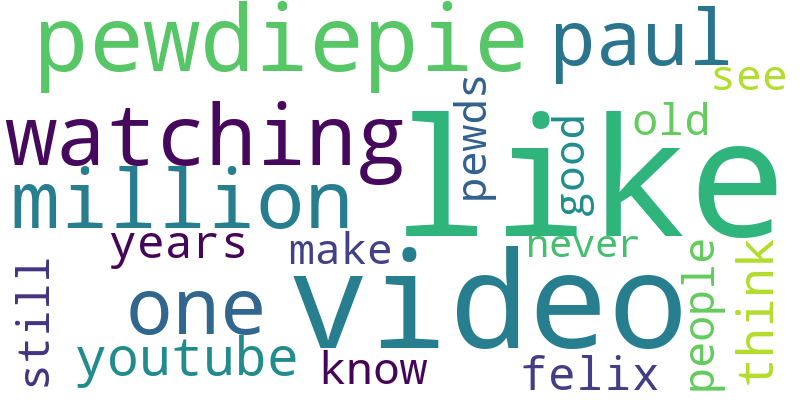 pewdiepie
paul
see
watching
like
pewds
good
old
million
years
make
never
still
one
video
people
think
youtube
know
felix